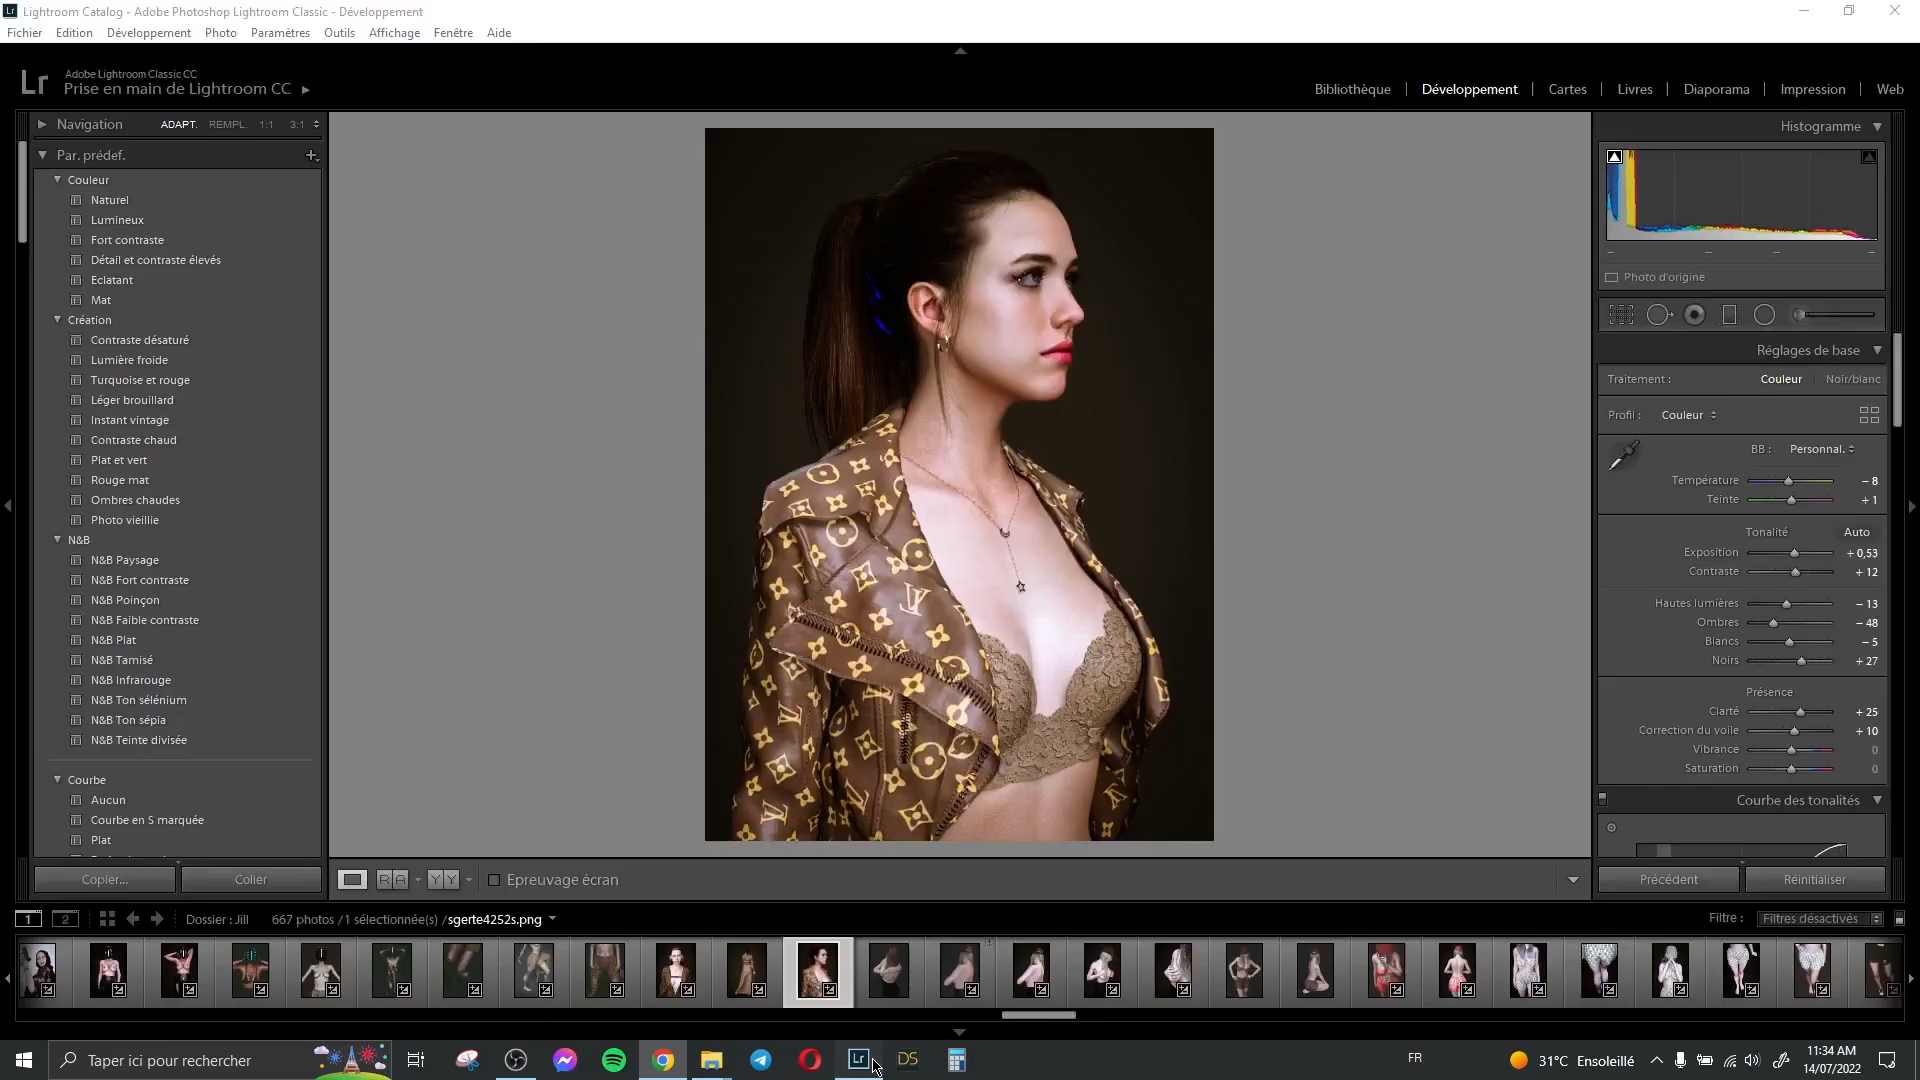 Lightroom Catalog - Adobe Photoshop Lightroom Classic - Développement
Fichier Edition Développement Photo Paramètres Outils Affichage Fenêtre Aide
Lr Adobe Lightroom Classic CC
Prise en main de Lightroom CC
Bibliothèque | Développement | Cartes | Livres | Diaporama | Impression | Web
Navigation ADAPT. REMPL. 1:1 3:1
Par. prédef.
Couleur
Naturel
Lumineux
Fort contraste
Détail et contraste élevés
Eclatant
Mat
Création
Contraste désaturé
Lumière froide
Turquoise et rouge
Léger brouillard
Instant vintage
Contraste chaud
Plat et vert
Rouge mat
Ombres chaudes
Photo vieillie
N&B
N&B Paysage
N&B Fort contraste
N&B Poinçon
N&B Faible contraste
N&B Plat
N&B Tamisé
N&B Infrarouge
N&B Ton sélénium
N&B Ton sépia
N&B Teinte divisée
Courbe
Aucun
Courbe en S marquée
Plat
Copier... Coller
Histogramme
Photo d'origine
Réglages de base
Traitement : Couleur Noir/blanc
Profil : Couleur
BB : Personnal.
Température - 8
Teinte + 1
Tonalité Auto
Exposition + 0,53
Contraste + 12
Hautes lumières - 13
Ombres - 48
Blancs - 5
Noirs + 27
Présence
Clarté + 25
Correction du voile + 10
Vibrance 0
Saturation 0
Courbe des tonalités
Précédent Réinitialiser
R A Y Y Epreuvage écran
1 2 Dossier : Jill 667 photos /1 sélectionnée(s) /sgerte4252s.png
Filtre : Filtres désactivés
Taper ici pour rechercher
Lr DS
FR
31°C Ensoleillé
11:34 AM
14/07/2022